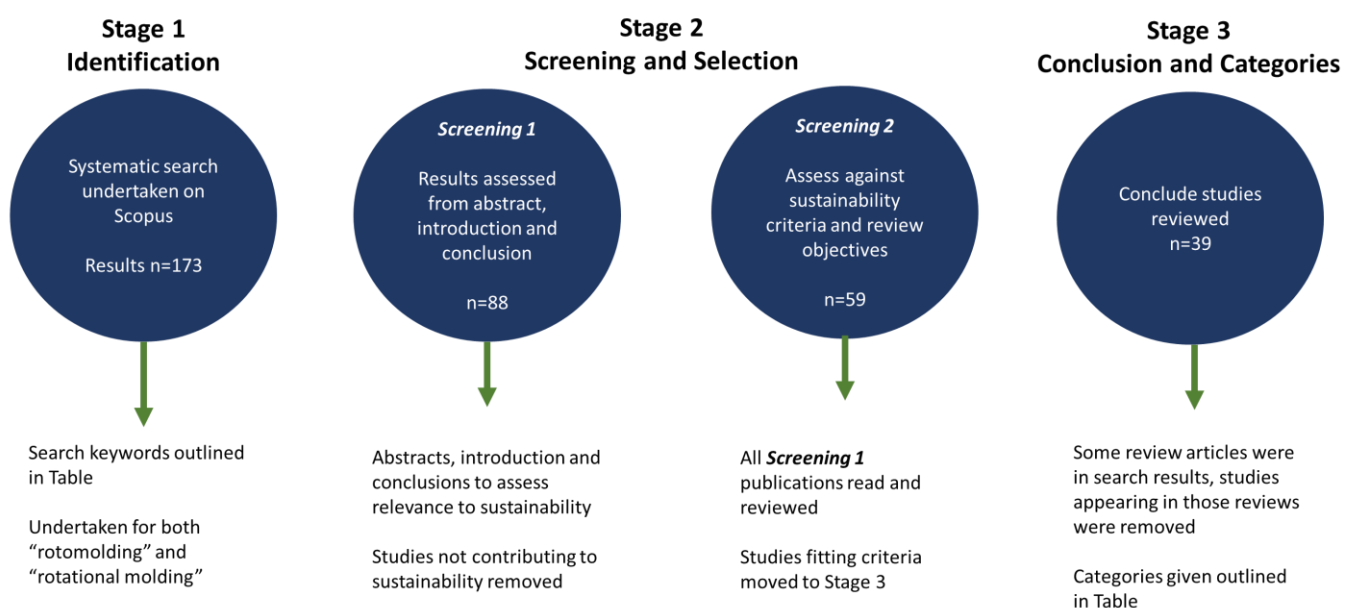 Stage 1
Identification
Systematic search
undertaken on
Scopus
Results n=173
Search keywords outlined
in Table
Undertaken for both
“rotomolding” and
“rotational molding”
Stage 2
Screening and Selection
Screening 1
Results assessed
from abstract,
introduction and
conclusion
n=88
Abstracts, introduction and
conclusions to assess
relevance to sustainability
Studies not contributing to
sustainability removed
Screening 2
Assess against
sustainability
criteria and review
objectives
n=59
All Screening 1
publications read and
reviewed
Studies fitting criteria
moved to Stage 3
Stage 3
Conclusion and Categories
Conclude studies
reviewed
n=39
Some review articles were
in search results, studies
appearing in those reviews
were removed
Categories given outlined
in Table